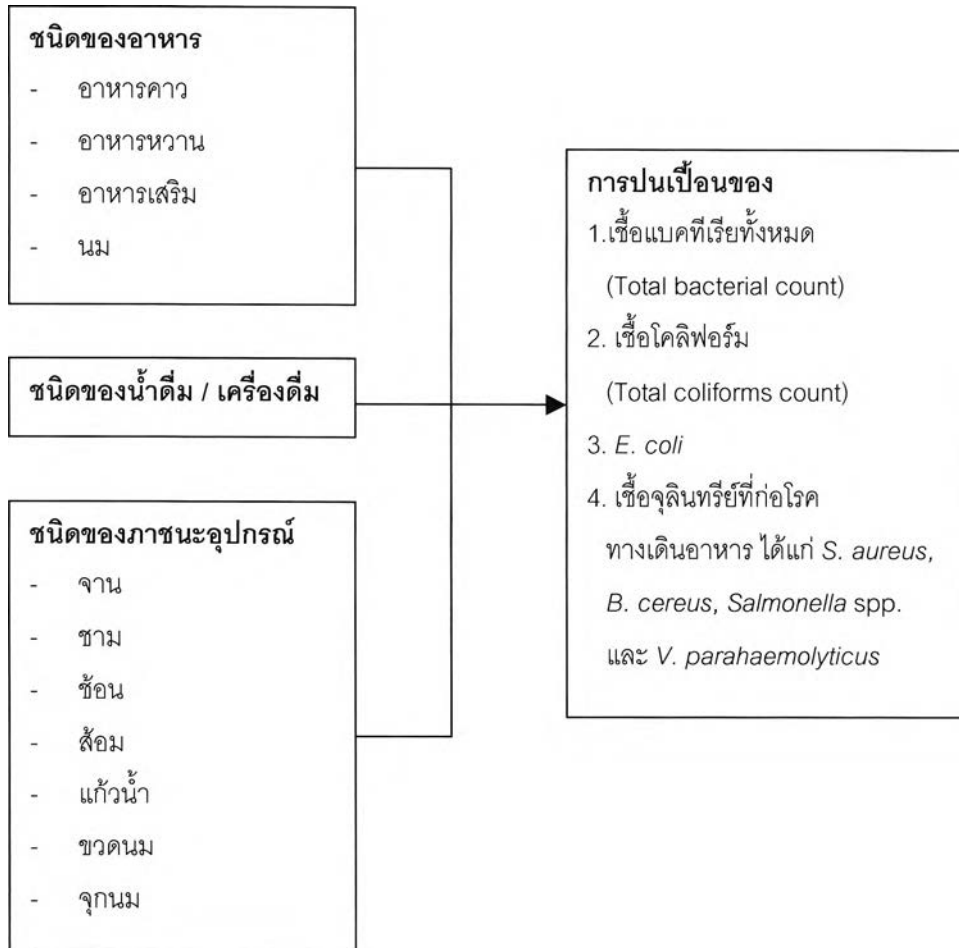 ชนิดของอาหาร
- อาหารคาว
- อาหารหวาน
- อาหารเสริม
- นม
ชนิดของน้ำดื่ม / เครื่องดื่ม
ชนิดของภาชนะอุปกรณ์
- จาน
- ชาม
- ช้อน
- ส้อม
- แก้วน้ำ
- ขวดนม
- จุกนม
การปนเปื้อนของ
1.เชื้อแบคทีเรียทั้งหมด
(Total bacterial count)
2. เชื้อโคลิฟอร์ม
(Total coliforms count)
3. E. coli
4. เชื้อจุลินทรีย์ที่ก่อโรค
ทางเดินอาหาร ได้แก่ S. aureus,
B. cereus, Salmonella spp.
และ V. parahaemolyticus